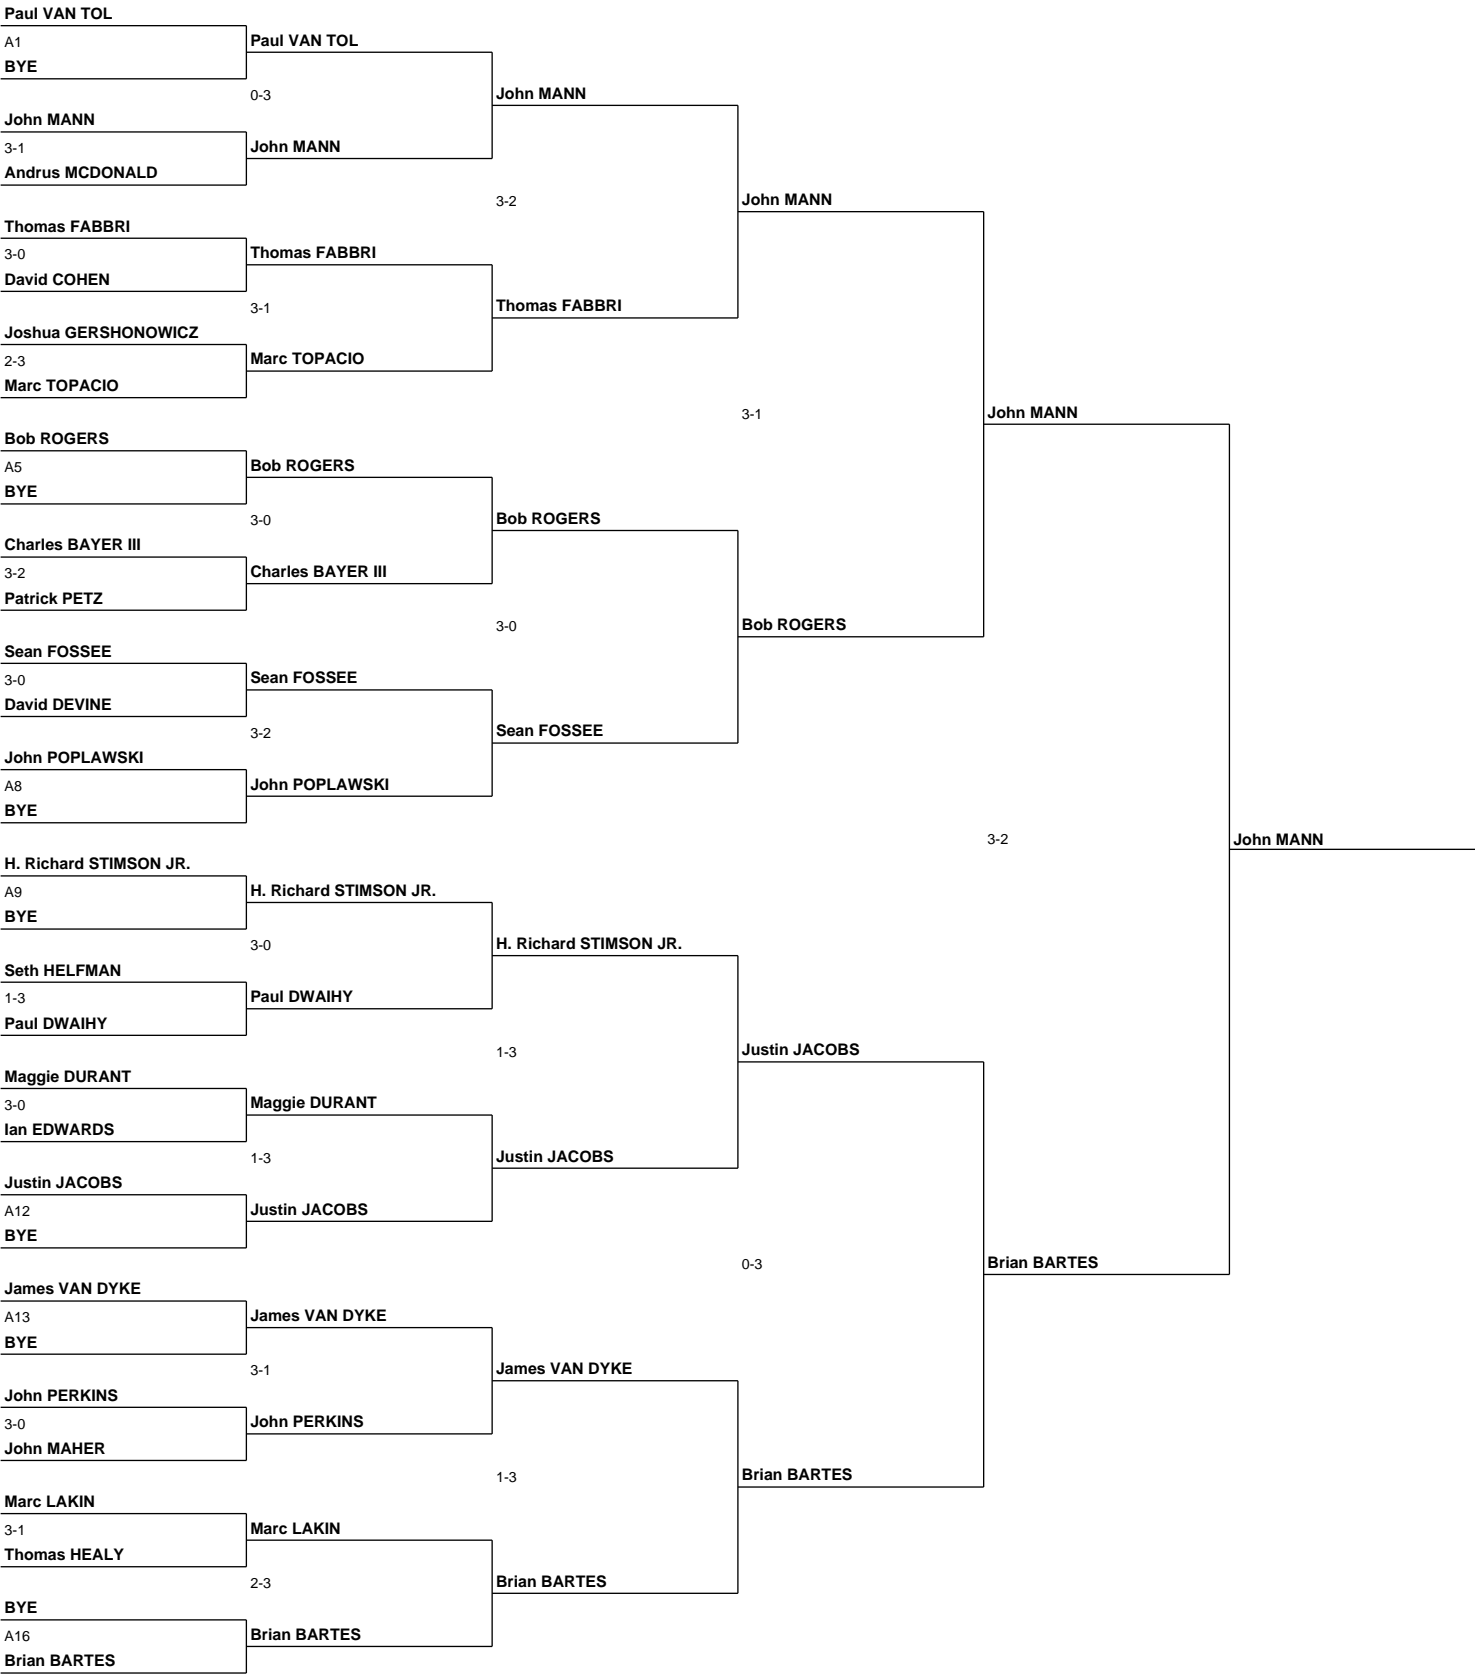 Paul VAN TOL
A1
BYE
John MANN
3-1
Andrus MCDONALD
Thomas FABBRI
3-0
David COHEN
Joshua GERSHONOWICZ
2-3
Marc TOPACIO
Bob ROGERS
A5
BYE
Charles BAYER III
3-2
Patrick PETZ
Sean FOSSEE
3-0
David DEVINE
John POPLAWSKI
A8
BYE
H. Richard STIMSON JR.
A9
BYE
Seth HELFMAN
1-3
Paul DWAIHY
Maggie DURANT
3-0
Ian EDWARDS
Justin JACOBS
A12
BYE
James VAN DYKE
A13
BYE
John PERKINS
3-0
John MAHER
Marc LAKIN
3-1
Thomas HEALY
BYE
A16
Brian BARTES
Paul VAN TOL
0-3
John MANN
Thomas FABBRI
3-1
Marc TOPACIO
Bob ROGERS
3-0
Charles BAYER III
Sean FOSSEE
3-2
John POPLAWSKI
H. Richard STIMSON JR.
3-0
Paul DWAIHY
Maggie DURANT
1-3
Justin JACOBS
James VAN DYKE
3-1
John PERKINS
Marc LAKIN
2-3
Brian BARTES
John MANN
3-2
Thomas FABBRI
Bob ROGERS
3-0
Sean FOSSEE
H. Richard STIMSON JR.
1-3
Justin JACOBS
James VAN DYKE
1-3
Brian BARTES
John MANN
3-1
Bob ROGERS
Justin JACOBS
0-3
Brian BARTES
John MANN
3-2
Brian BARTES
John MANN